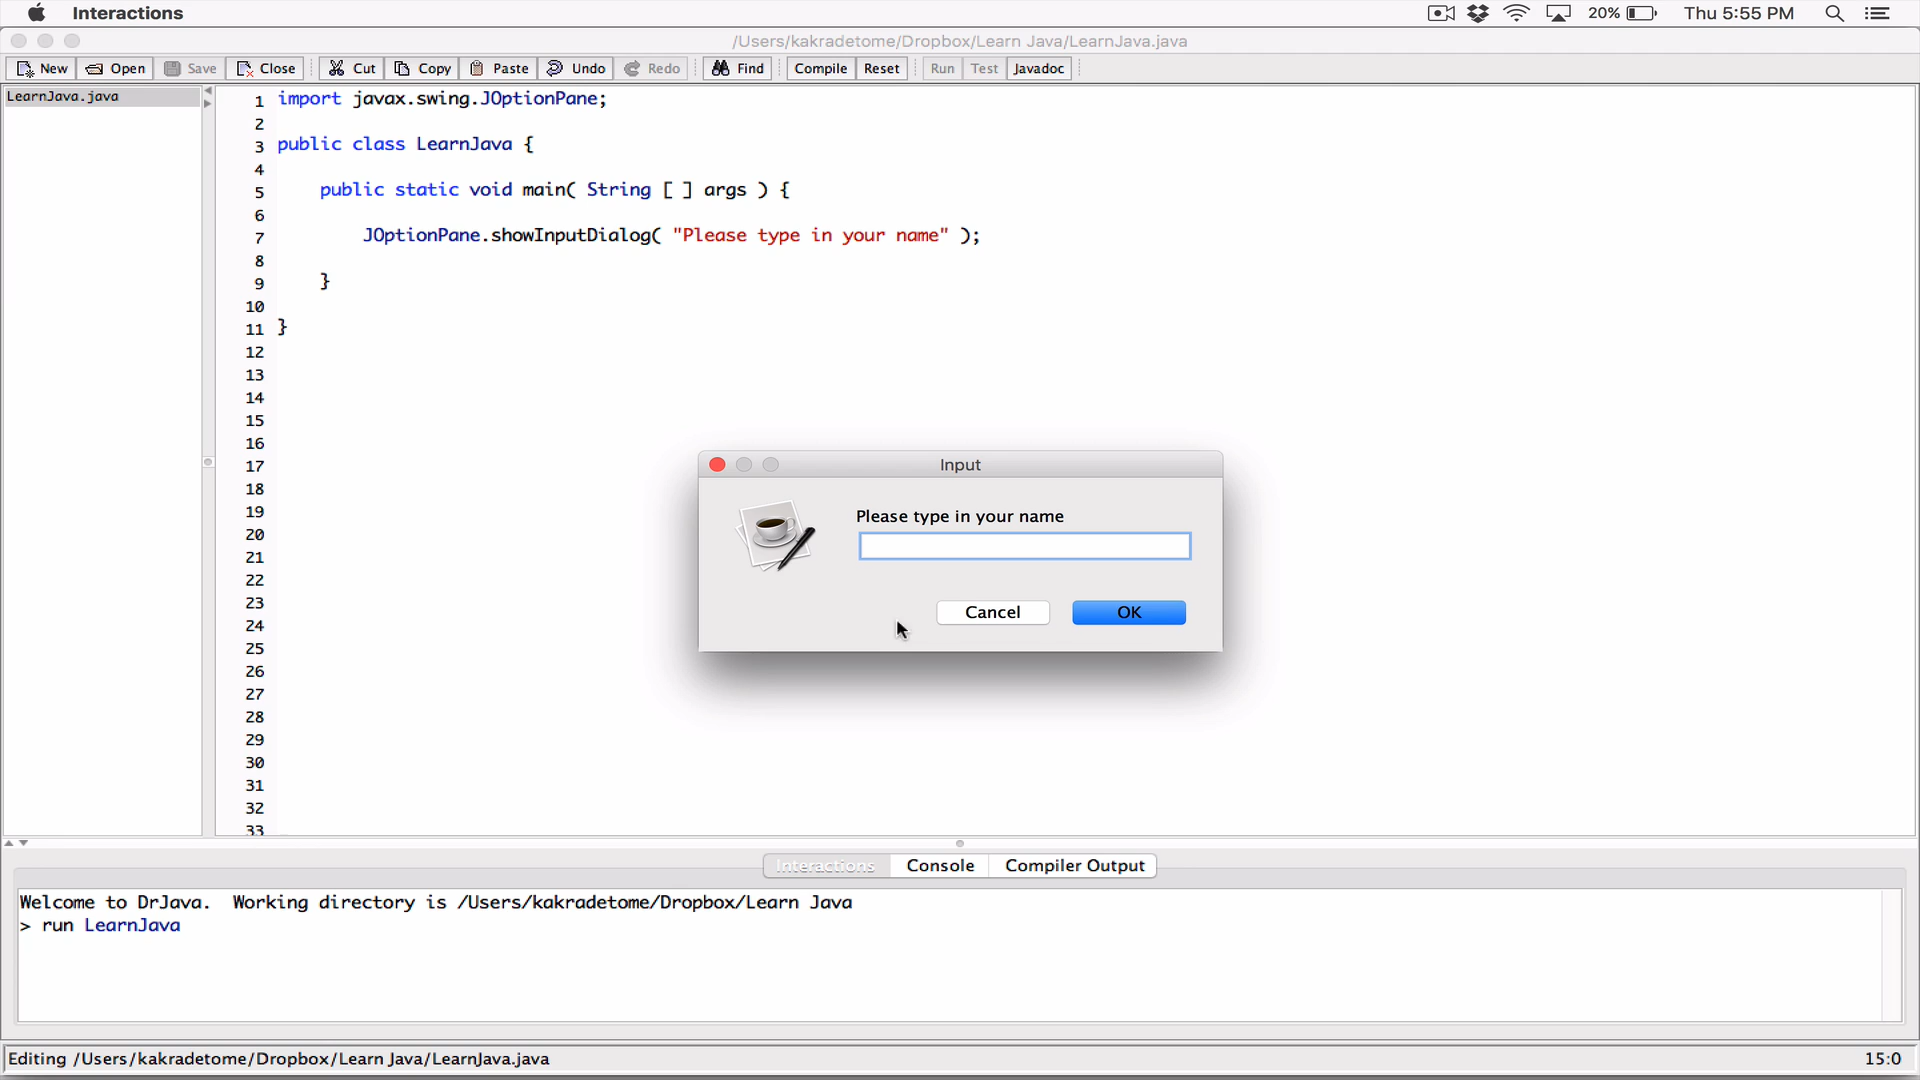 Interactions 20% Thu 5:55 PM
/Users/kakradetome/Dropbox/Learn Java/LearnJava.java
New Open Save Close Cut Copy Paste Undo Redo Find Compile Reset Run Test Javadoc
LearnJava.java
1 import javax.swing.JOptionPane;
2
3 public class LearnJava {
4
5 public static void main( String [ ] args ) {
6
7 JOptionPane.showInputDialog( "Please type in your name" );
8
9 }
10
11 }
12
13
14
15
16
17
18
19
20
21
22
23
24
25
26
27
28
29
30
31
32
33
Input
Please type in your name
Cancel OK
Interactions Console Compiler Output
Welcome to DrJava.  Working directory is /Users/kakradetome/Dropbox/Learn Java
> run LearnJava
Editing /Users/kakradetome/Dropbox/Learn Java/LearnJava.java 15:0